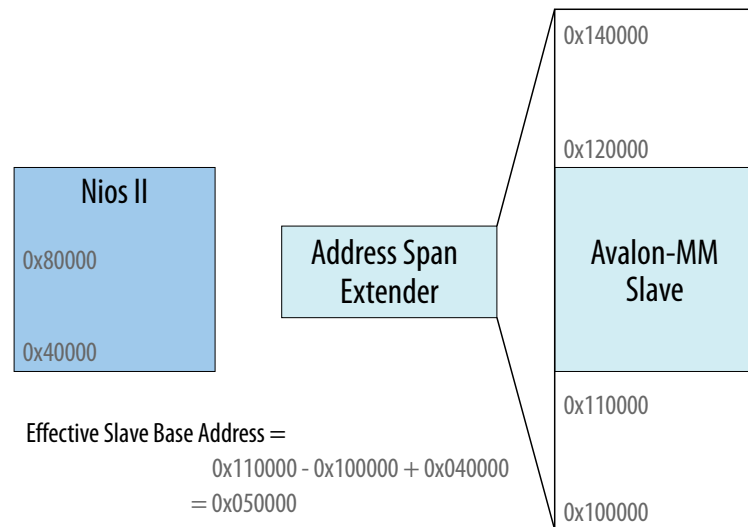 0x140000
0x120000
Nios II
0x80000
0x40000
Address Span
Extender
Avalon-MM
Slave
0x110000
0x100000
Effective Slave Base Address =
0x110000 - 0x100000 + 0x040000
= 0x050000